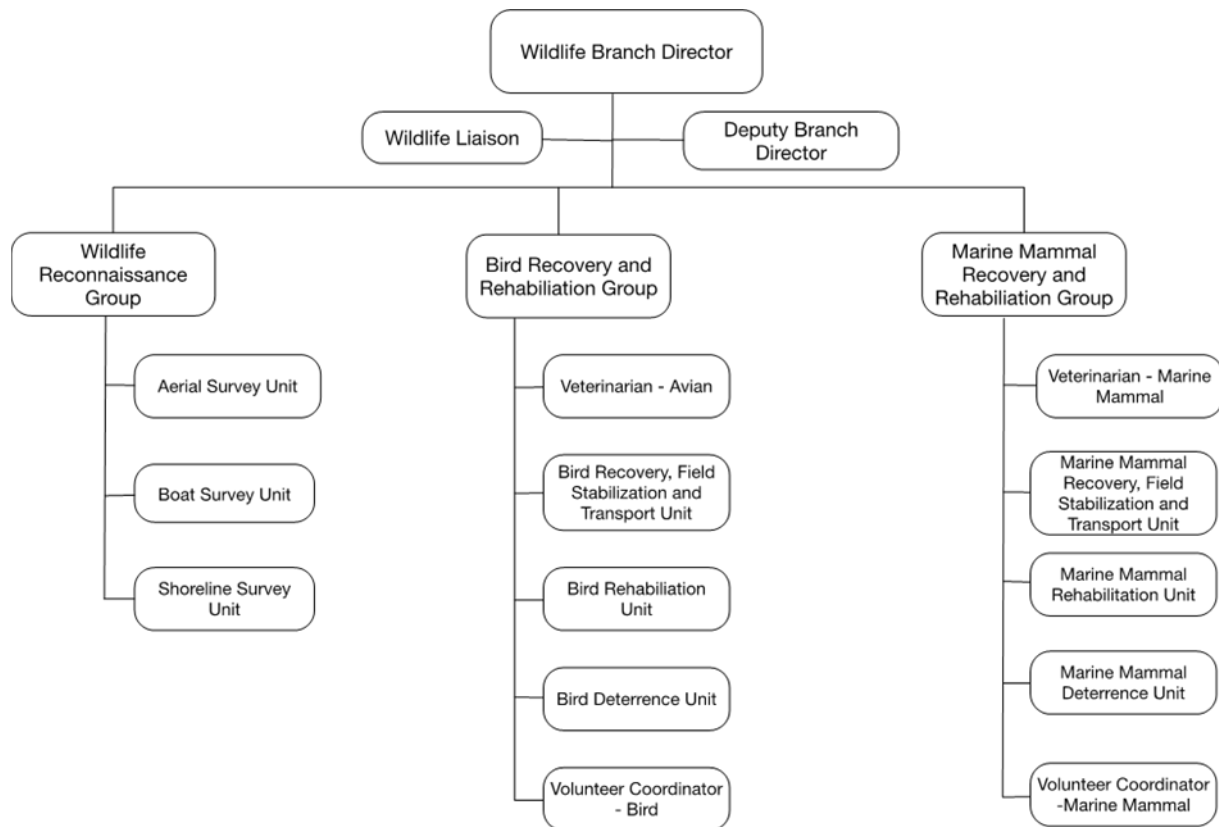 Wildlife Branch Director
Wildlife Liaison
Deputy Branch
Director
Wildlife
Reconnaissance
Group
Bird Recovery and
Rehabiliation Group
Marine Mammal
Recovery and
Rehabiliation Group
Aerial Survey Unit
Boat Survey Unit
Shoreline Survey
Unit
Veterinarian - Avian
Bird Recovery, Field
Stabilization and
Transport Unit
Bird Rehabiliation
Unit
Bird Deterrence Unit
Volunteer Coordinator
- Bird
Veterinarian - Marine
Mammal
Marine Mammal
Recovery, Field
Stabilization and
Transport Unit
Marine Mammal
Rehabilitation Unit
Marine Mammal
Deterrence Unit
Volunteer Coordinator
-Marine Mammal